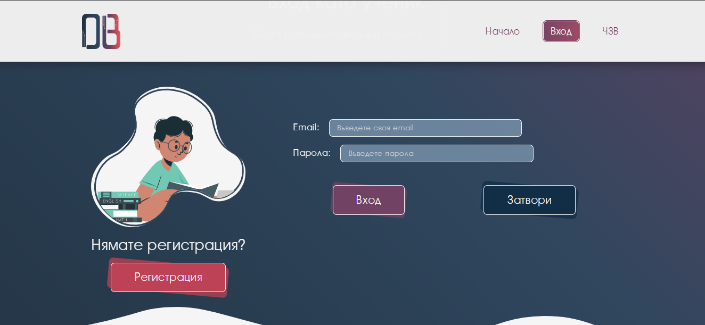 DB
Начало
Вход
ЧЗВ
Email:
Въведете своя email
Парола:
Въведете парола
Вход
Затвори
Нямате регистрация?
Регистрация